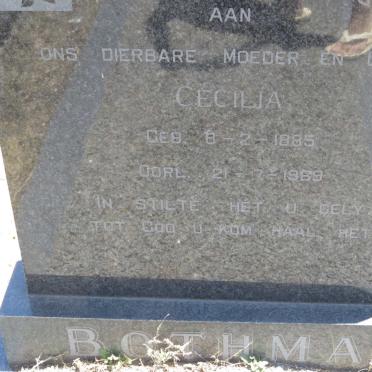 AAN
ONS DIERBARE MOEDER EN
CECILIA
GEB. 8-2-1885
OORL. 21-7-1969
IN STILTE HET U GELY
TOT GOD U KOM HAAL HET
BOTHMA